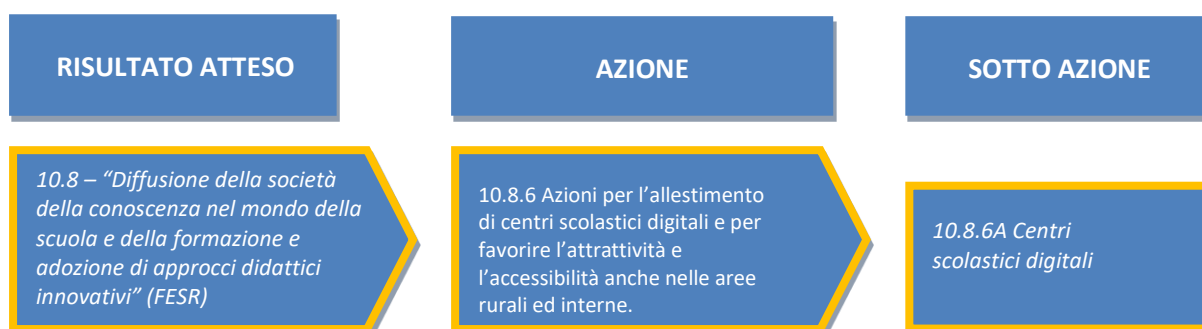 RISULTATO ATTESO
AZIONE
SOTTO AZIONE
10.8 – “Diffusione della società
della conoscenza nel mondo della
scuola e della formazione e
adozione di approcci didattici
innovativi” (FESR)
10.8.6 Azioni per l’allestimento
di centri scolastici digitali e per
favorire l’attrattività e
l’accessibilità anche nelle aree
rurali ed interne.
10.8.6A Centri
scolastici digitali